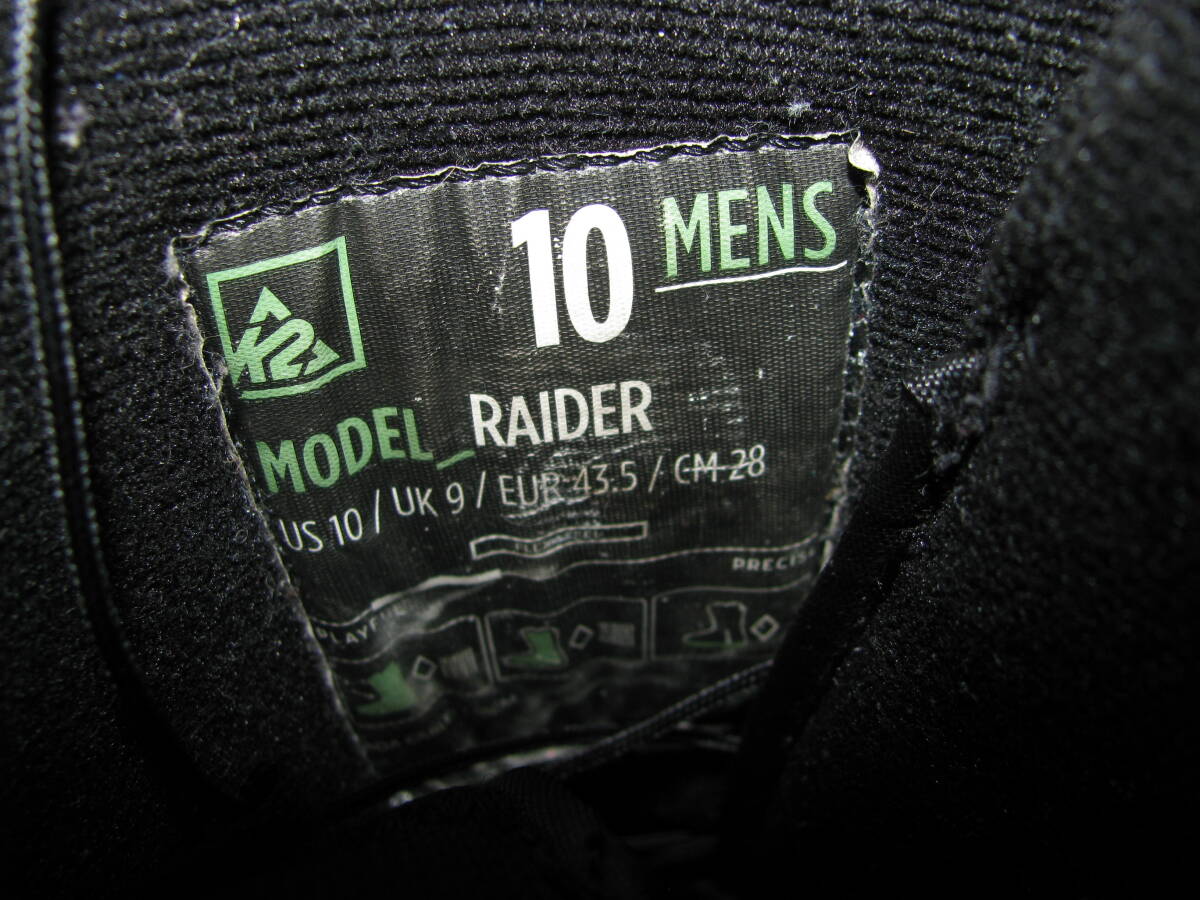 K2
10 MENS
MODEL_RAIDER
US 10 / UK 9 / EUR 43.5 / CM 28